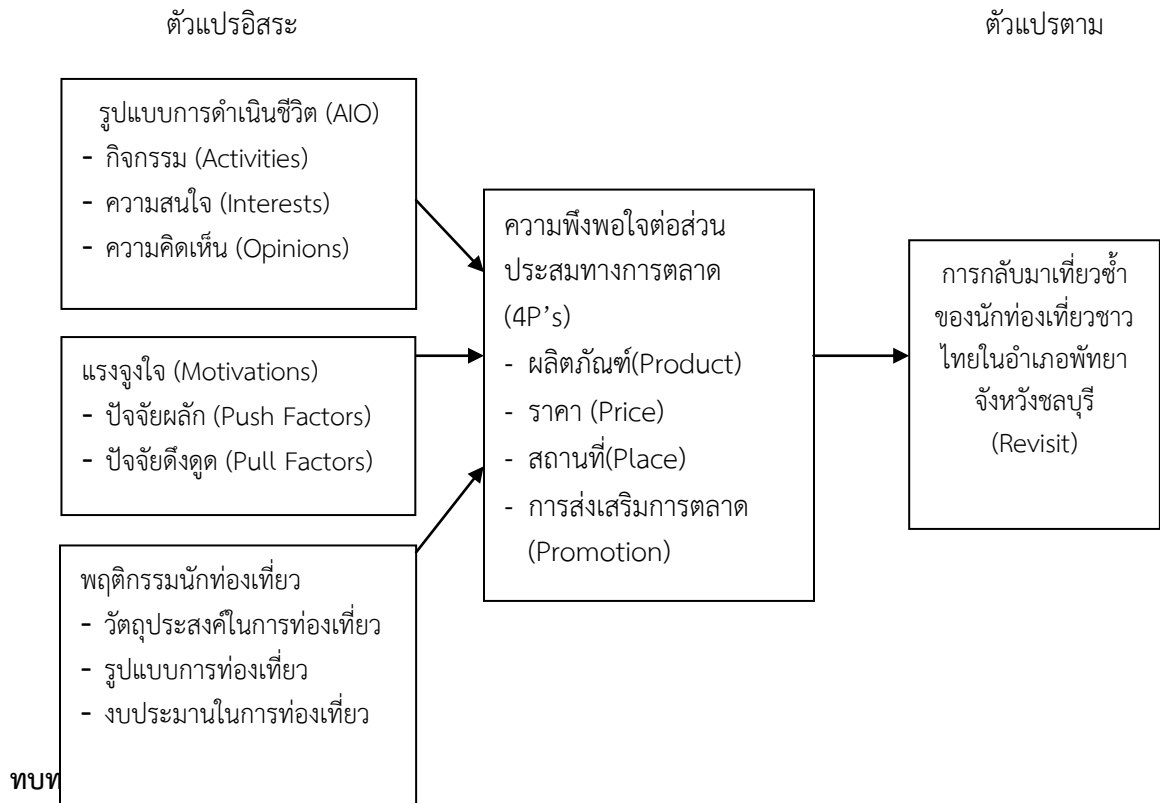 ตัวแปรอิสระ
ตัวแปรตาม
รูปแบบการดำเนินชีวิต (AIO)
- กิจกรรม (Activities)
- ความสนใจ (Interests)
- ความคิดเห็น (Opinions)
แรงจูงใจ (Motivations)
- ปัจจัยผลัก (Push Factors)
- ปัจจัยดึงดูด (Pull Factors)
พฤติกรรมนักท่องเที่ยว
- วัตถุประสงค์ในการท่องเที่ยว
- รูปแบบการท่องเที่ยว
- งบประมานในการท่องเที่ยว
ความพึงพอใจต่อส่วน
ประสมทางการตลาด
(4P’s)
- ผลิตภัณฑ์(Product)
- ราคา (Price)
- สถานที่(Place)
- การส่งเสริมการตลาด
(Promotion)
การกลับมาเที่ยวซ้ำ
ของนักท่องเที่ยวชาว
ไทยในอำเภอพัทยา
จังหวังชลบุรี
(Revisit)